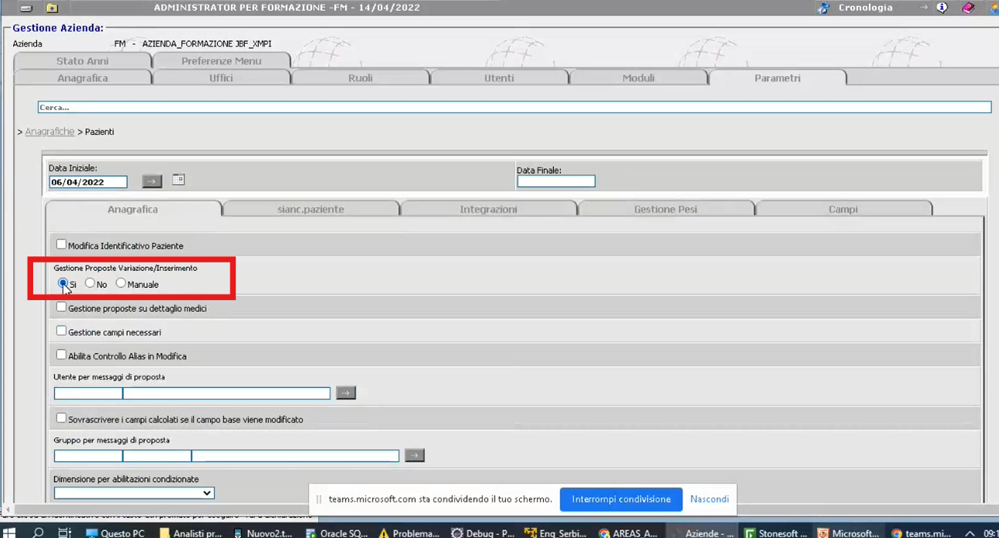 ADMINISTRATOR PER FORMAZIONE -FM - 14/04/2022 Cronologia
Gestione Azienda:
Azienda FM - AZIENDA_FORMAZIONE JBF_XMPI
Stato Anni Preferenze Menu
Anagrafica Uffici Ruoli Utenti Moduli Parametri
Cerca...
> Anagrafiche > Pazienti
Data Iniziale: Data Finale:
06/04/2022
Anagrafica sianc.paziente Integrazioni Gestione Pesi Campi
Modifica Identificativo Paziente
Gestione Proposte Variazione/Inserimento
Si No Manuale
Gestione proposte su dettaglio medici
Gestione campi necessari
Abilita Controllo Alias in Modifica
Utente per messaggi di proposta
Sovrascrivere i campi calcolati se il campo base viene modificato
Gruppo per messaggi di proposta
Dimensione per abilitazioni condizionate
teams.microsoft.com sta condividendo il tuo schermo. Interrompi condivisione Nascondi
Questo PC Analisti pr... Nuovo2.t... Oracle SQ... Problema... Debug - P... Eng_Serbi... AREAS_A... Aziende - ... Stonesoft ... Microsoft... teams.mi... 09:1